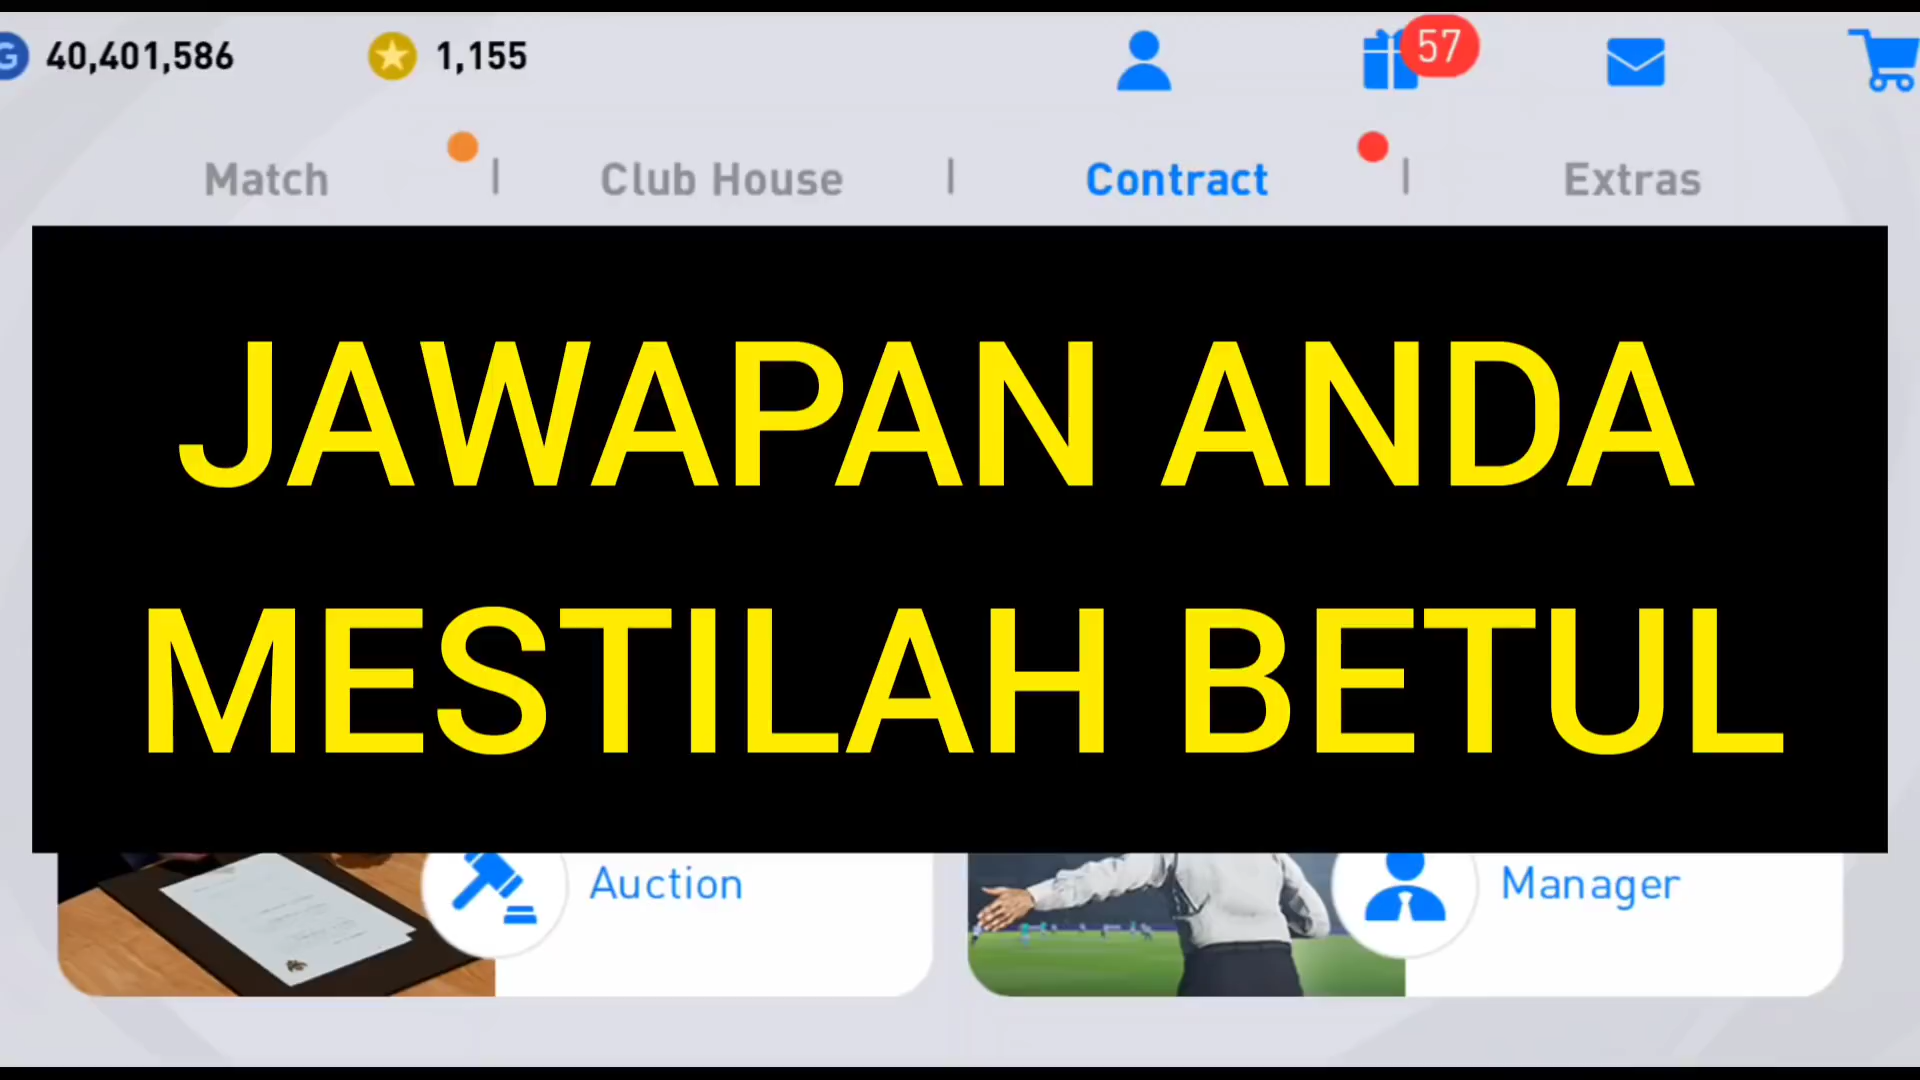 G 40,401,586 1,155 57
Match | Club House | Contract | Extras
JAWAPAN ANDA
MESTILAH BETUL
Auction Manager